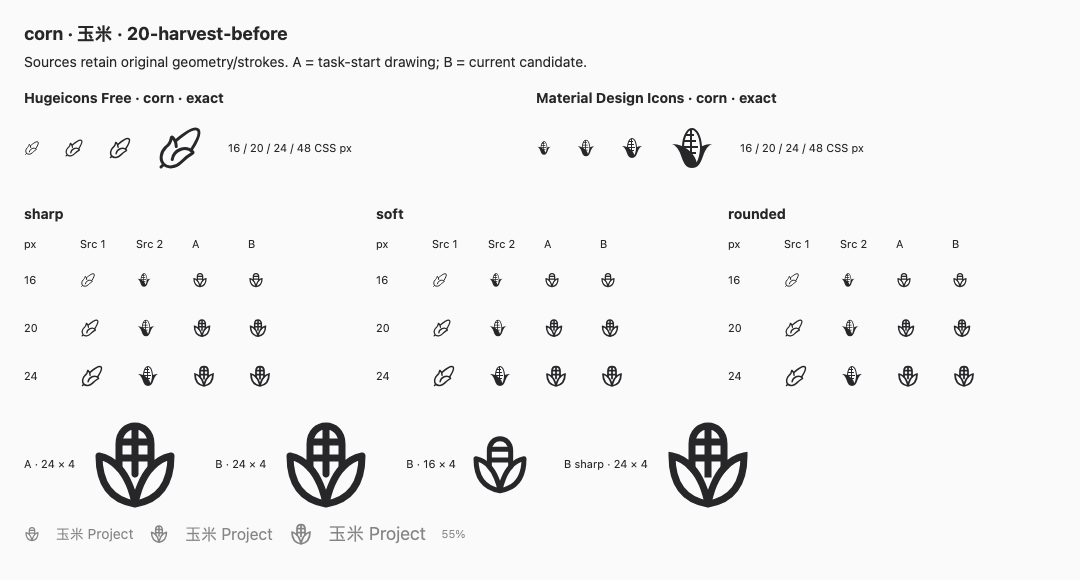 corn · 玉米 · 20-harvest-before
Sources retain original geometry/strokes. A = task-start drawing; B = current candidate.
Hugeicons Free · corn · exact
Material Design Icons · corn · exact
16 / 20 / 24 / 48 CSS px
16 / 20 / 24 / 48 CSS px
sharp
soft
rounded
px Src 1 Src 2 A B
px Src 1 Src 2 A B
px Src 1 Src 2 A B
16
16
16
20
20
20
24
24
24
A · 24 × 4
B · 24 × 4
B · 16 × 4
B sharp · 24 × 4
玉米 Project
玉米 Project
玉米 Project
55%